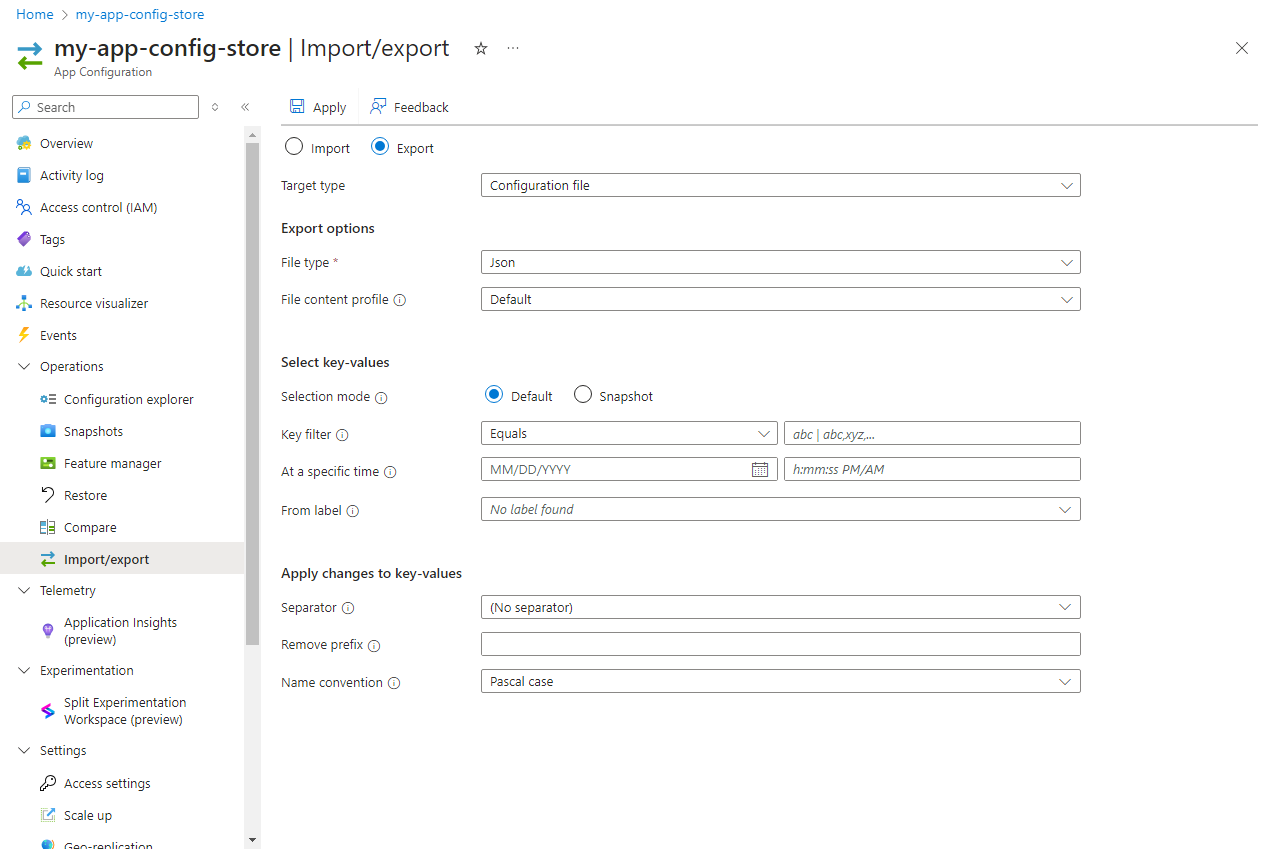 Home > my-app-config-store
my-app-config-store | Import/export
App Configuration
Search
Overview
Activity log
Access control (IAM)
Tags
Quick start
Resource visualizer
Events
Operations
Configuration explorer
Snapshots
Feature manager
Restore
Compare
Import/export
Telemetry
Application Insights
(preview)
Experimentation
Split Experimentation
Workspace (preview)
Settings
Access settings
Scale up
Geo-replication
Apply
Feedback
Import
Export
Target type
Configuration file
Export options
File type *
Json
File content profile
Default
Select key-values
Selection mode
Default
Snapshot
Key filter
Equals
abc | abc,xyz,...
At a specific time
MM/DD/YYYY
h:mm:ss PM/AM
From label
No label found
Apply changes to key-values
Separator
(No separator)
Remove prefix
Name convention
Pascal case